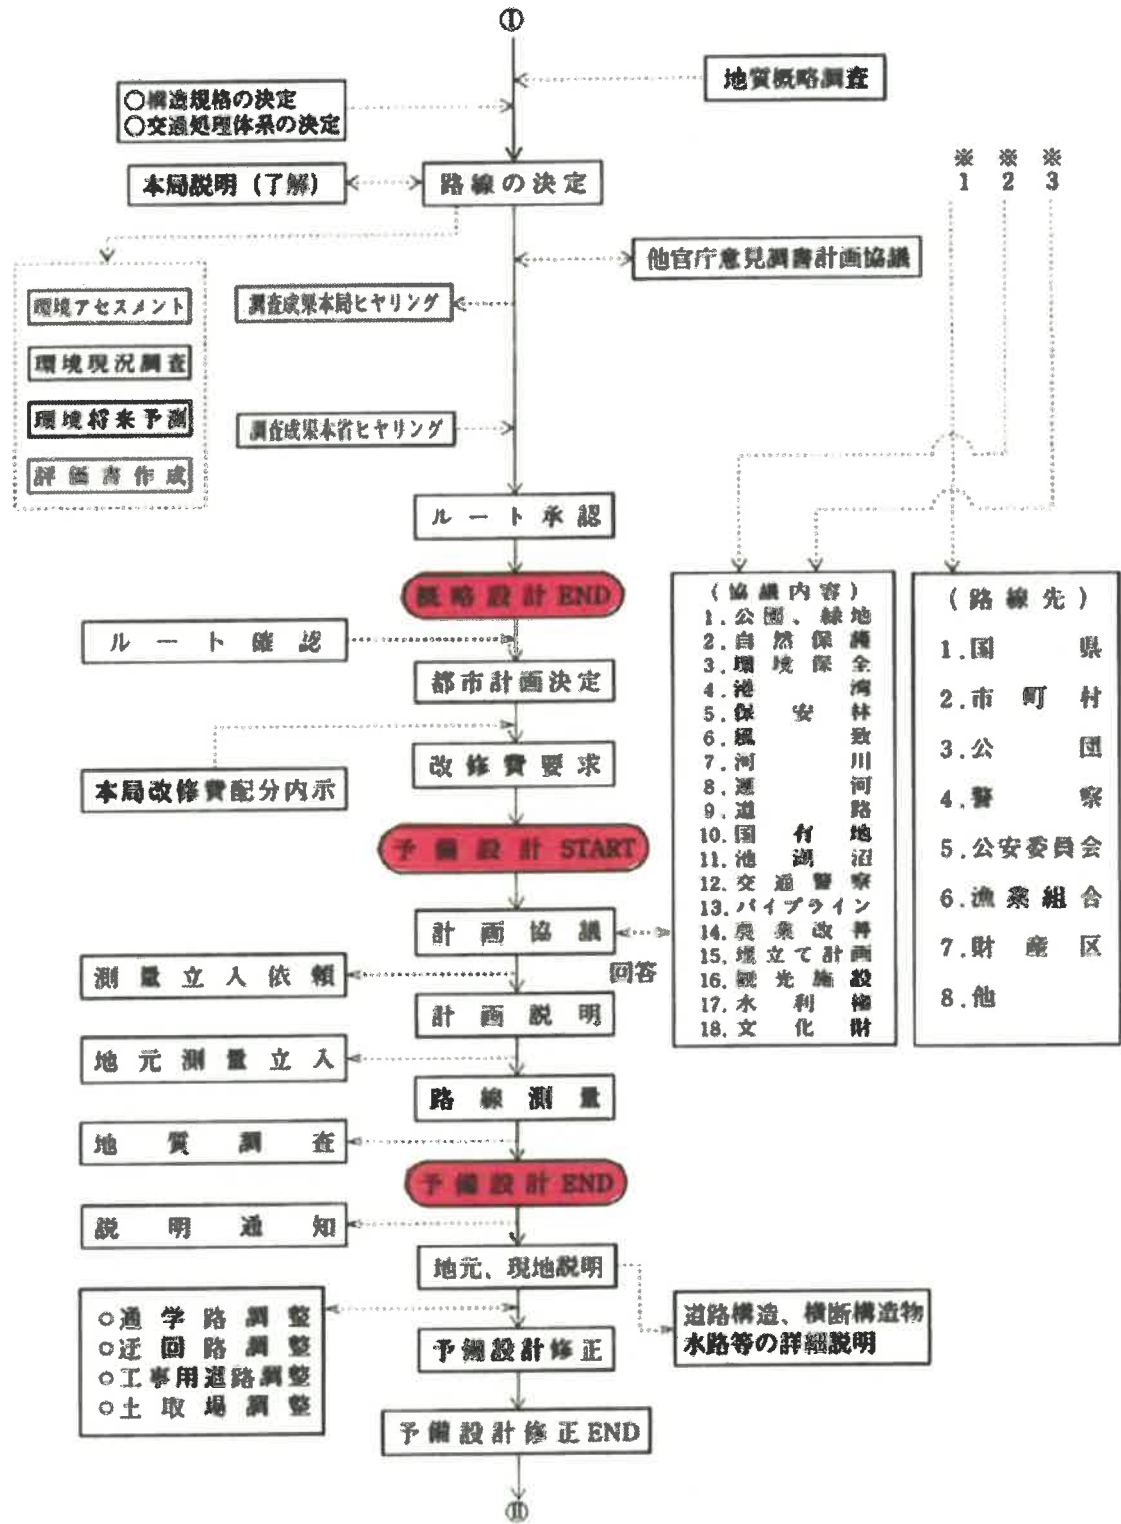 Ⅰ
地質概略調査
○構造規格の決定
○交通処理体系の決定
本局説明(了解)
路線の決定
※1
※2
※3
他官庁意見調書計画協議
環境アセスメント
環境現況調査
環境将来予測
評価書作成
調査成果本局ヒヤリング
調査成果本省ヒヤリング
ルート承認
概略設計END
ルート確認
都市計画決定
改修費要求
本局改修費配分内示
予備設計START
計画協議
回答
測量立入依頼
計画説明
地元測量立入
路線測量
地質調査
予備設計END
説明通知
地元、現地説明
○通学路調整
○迂回路調整
○工事用道路調整
○土取場調整
予備設計修正
道路構造、横断構造物
水路等の詳細説明
予備設計修正END
Ⅱ
(協議内容)
1.公園、緑地
2.自然保護
3.環境保全
4.港湾
5.保安林
6.風致
7.河川
8.運河
9.道路
10.国有地
11.池湖沼
12.交通警察
13.パイプライン
14.農業改善
15.埋立て計画
16.観光施設
17.水利権
18.文化財
(路線先)
1.国県
2.市町村
3.公団
4.警察
5.公安委員会
6.漁業組合
7.財産区
8.他